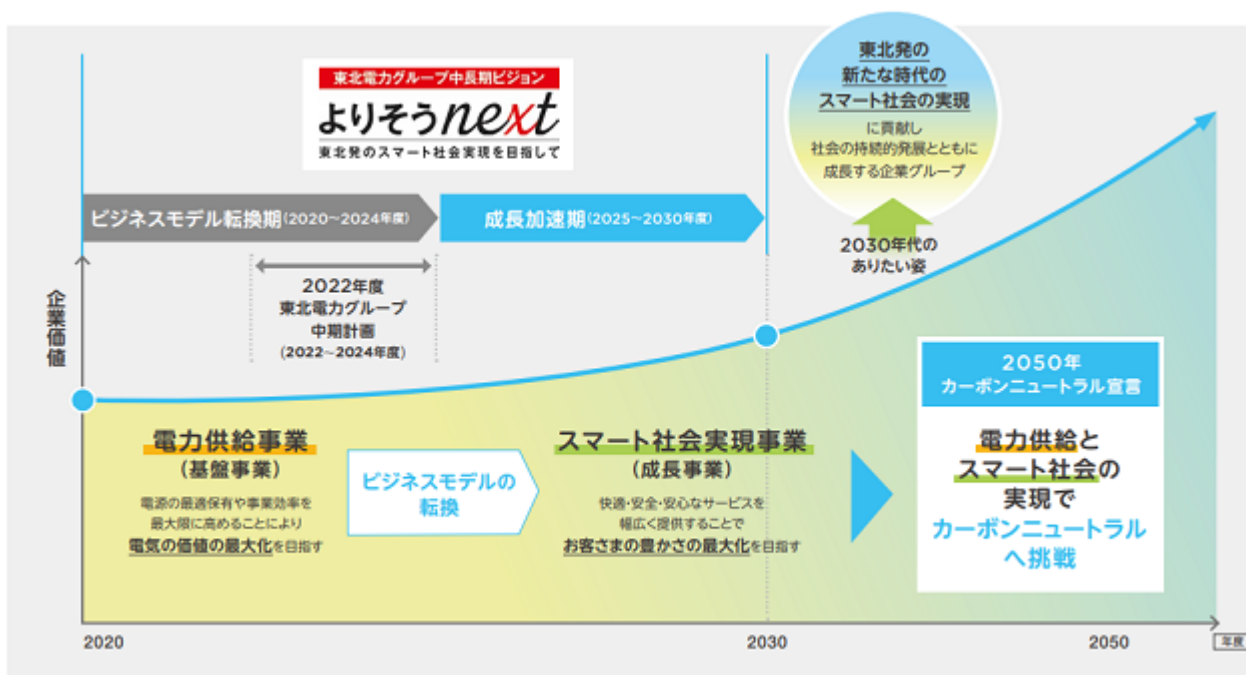 東北電力グループ中長期ビジョン
よりそうnext
東北発のスマート社会実現を目指して
東北発の
新たな時代の
スマート社会の実現
に貢献し
社会の持続的発展とともに
成長する企業グループ
ビジネスモデル転換期(2020~2024年度)
成長加速期(2025~2030年度)
2030年代の
ありたい姿
2022年度
東北電力グループ
中期計画
(2022~2024年度)
企業価値
2050年
カーボンニュートラル宣言
電力供給と
スマート社会の
実現で
カーボンニュートラル
へ挑戦
電力供給事業
(基盤事業)
電源の最適保有や事業効率を
最大限に高めることにより
電気の価値の最大化を目指す
ビジネスモデルの
転換
スマート社会実現事業
(成長事業)
快適・安全・安心なサービスを
幅広く提供することで
お客さまの豊かさの最大化を目指す
2020
2030
2050
年度